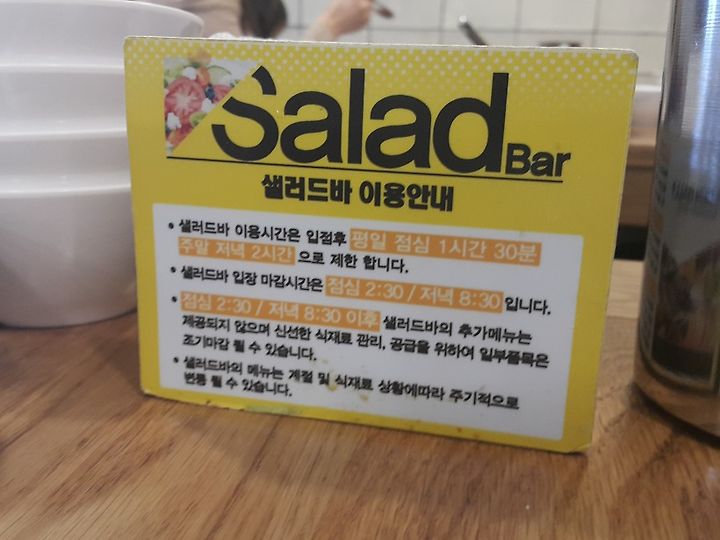 Salad Bar
샐러드바 이용안내
• 샐러드바 이용시간은 입점후 평일 점심 1시간 30분
주말 저녁 2시간 으로 제한 합니다.
• 샐러드바 입장 마감시간은 점심 2:30 / 저녁 8:30 입니다.
• 점심 2:30 / 저녁 8:30 이후 샐러드바의 추가메뉴는
제공되지 않으며 신선한 식재료 관리, 공급을 위하여 일부품목은
조기마감 될 수 있습니다.
• 샐러드바의 메뉴는 계절 및 식재료 상황에따라 주기적으로
변동 될 수 있습니다.